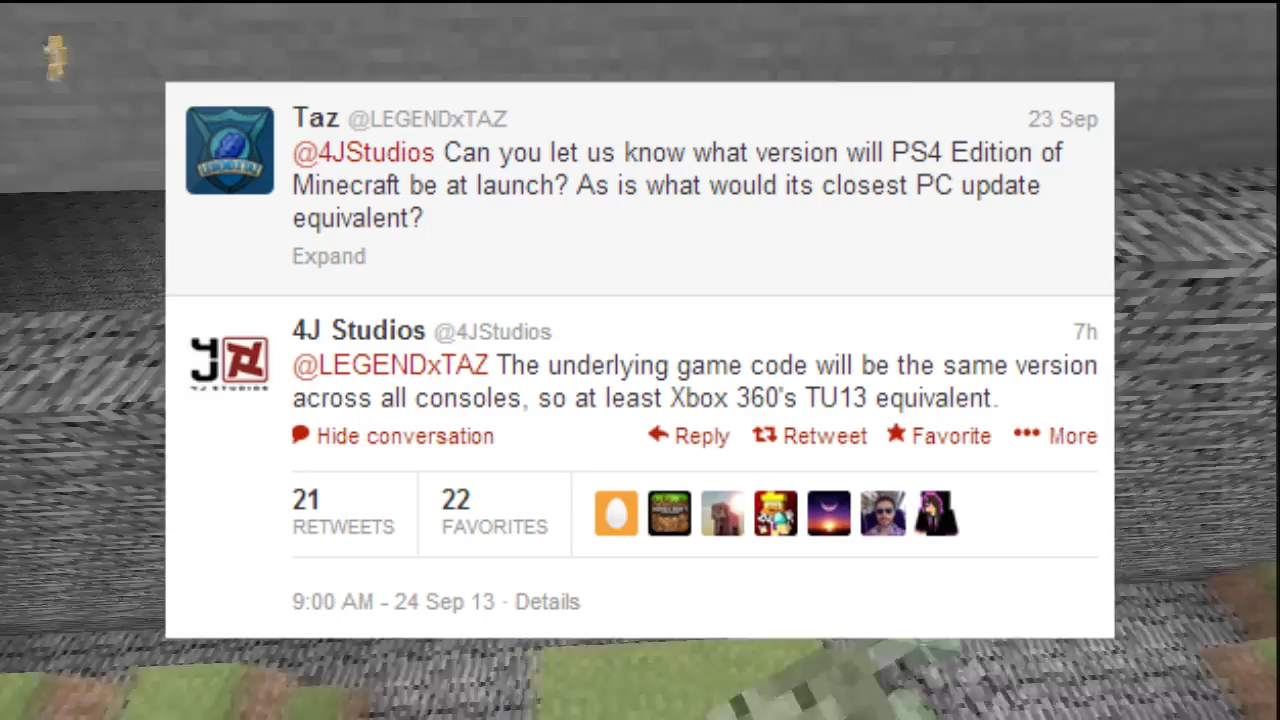 Taz @LEGENDxTAZ 23 Sep
@4JStudios Can you let us know what version will PS4 Edition of
Minecraft be at launch? As is what would its closest PC update
equivalent?
Expand
4J Studios @4JStudios 7h
@LEGENDxTAZ The underlying game code will be the same version
across all consoles, so at least Xbox 360's TU13 equivalent.
Hide conversation Reply Retweet Favorite More
21 22
RETWEETS FAVORITES
9:00 AM - 24 Sep 13 · Details
4J
4J STUDIOS